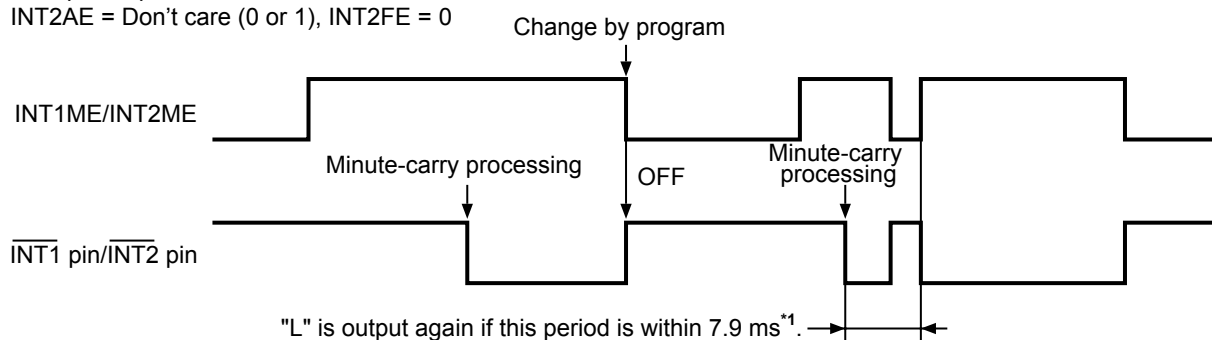 INT2AE = Don't care (0 or 1), INT2FE = 0
Change by program
INT1ME/INT2ME
Minute-carry processing
OFF
Minute-carry
processing
INT1 pin/INT2 pin
"L" is output again if this period is within 7.9 ms*1.